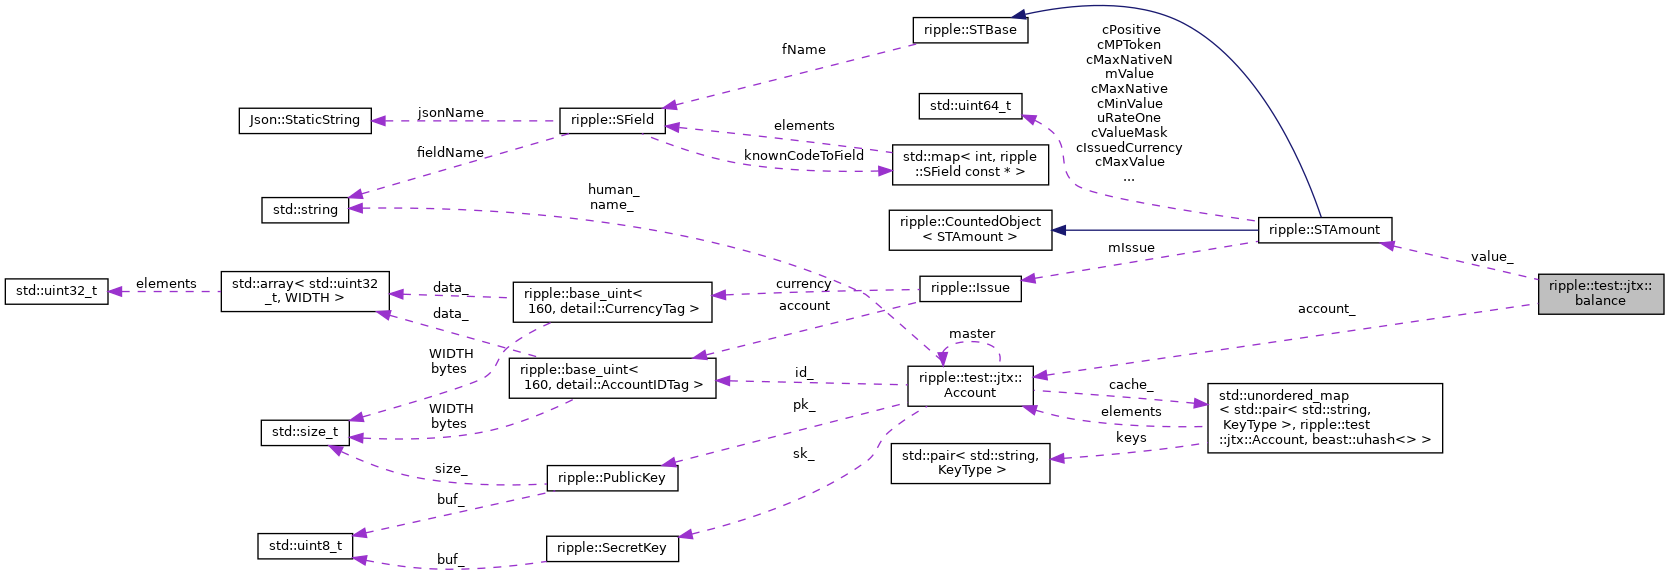 ripple::STBase
cPositive
cMPToken
cMaxNativeN
mValue
cMaxNative
cMinValue
uRateOne
cValueMask
cIssuedCurrency
cMaxValue
...
fName
std::uint64_t
Json::StaticString
jsonName
ripple::SField
elements
knownCodeToField
std::map< int, ripple
::SField const * >
fieldName
std::string
human_
name_
ripple::CountedObject
< STAmount >
ripple::STAmount
mIssue
value_
ripple::test::jtx::
balance
std::uint32_t
elements
std::array< std::uint32
_t, WIDTH >
data_
data_
ripple::base_uint<
160, detail::CurrencyTag >
currency
account
ripple::Issue
account_
master
WIDTH
bytes
ripple::base_uint<
160, detail::AccountIDTag >
id_
ripple::test::jtx::
Account
cache_
elements
keys
std::unordered_map
< std::pair< std::string,
KeyType >, ripple::test
::jtx::Account, beast::uhash<> >
WIDTH
bytes
pk_
std::size_t
sk_
std::pair< std::string,
KeyType >
size_
ripple::PublicKey
buf_
std::uint8_t
buf_
ripple::SecretKey